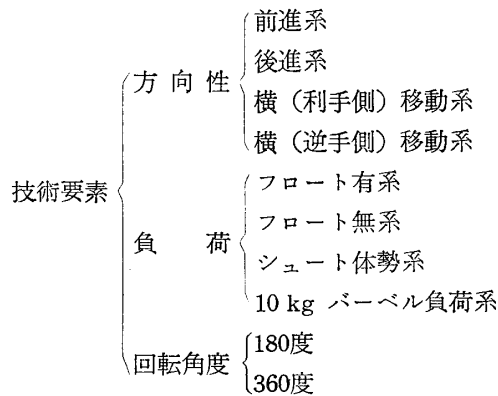 技術要素
方向性
前進系
後進系
横（利手側）移動系
横（逆手側）移動系
負荷
フロート有系
フロート無系
シュート体勢系
10 kg バーベル負荷系
回転角度
180度
360度